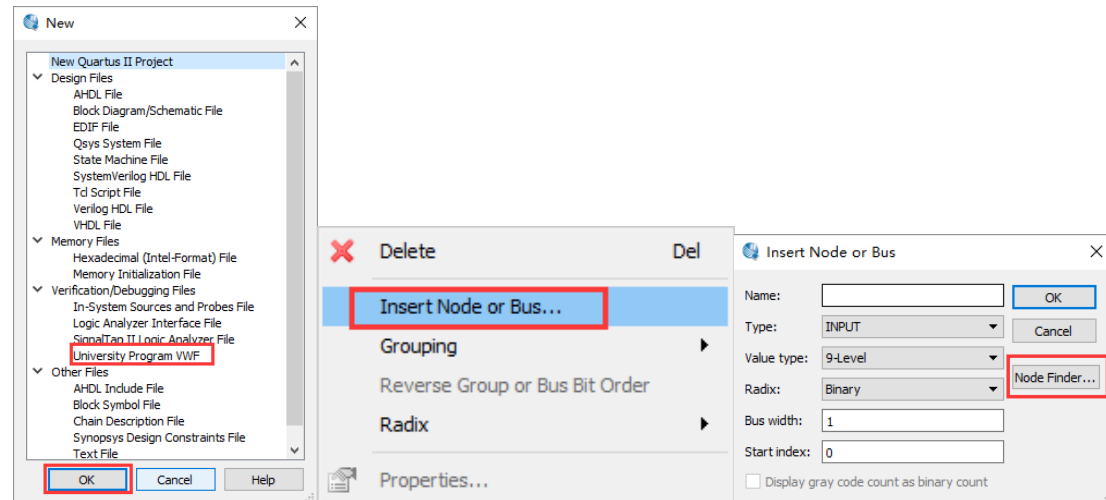 New
New Quartus II Project
Design Files
AHDL File
Block Diagram/Schematic File
EDIF File
Qsys System File
State Machine File
SystemVerilog HDL File
Tcl Script File
Verilog HDL File
VHDL File
Memory Files
Hexadecimal (Intel-Format) File
Memory Initialization File
Verification/Debugging Files
In-System Sources and Probes File
Logic Analyzer Interface File
SignalTap II Logic Analyzer File
University Program VWF
Other Files
AHDL Include File
Block Symbol File
Chain Description File
Synopsys Design Constraints File
Text File
OK Cancel Help
Delete Del
Insert Node or Bus...
Grouping
Reverse Group or Bus Bit Order
Radix
Properties...
Insert Node or Bus
Name: OK
Type: INPUT Cancel
Value type: 9-Level
Node Finder...
Radix: Binary
Bus width: 1
Start index: 0
Display gray code count as binary count